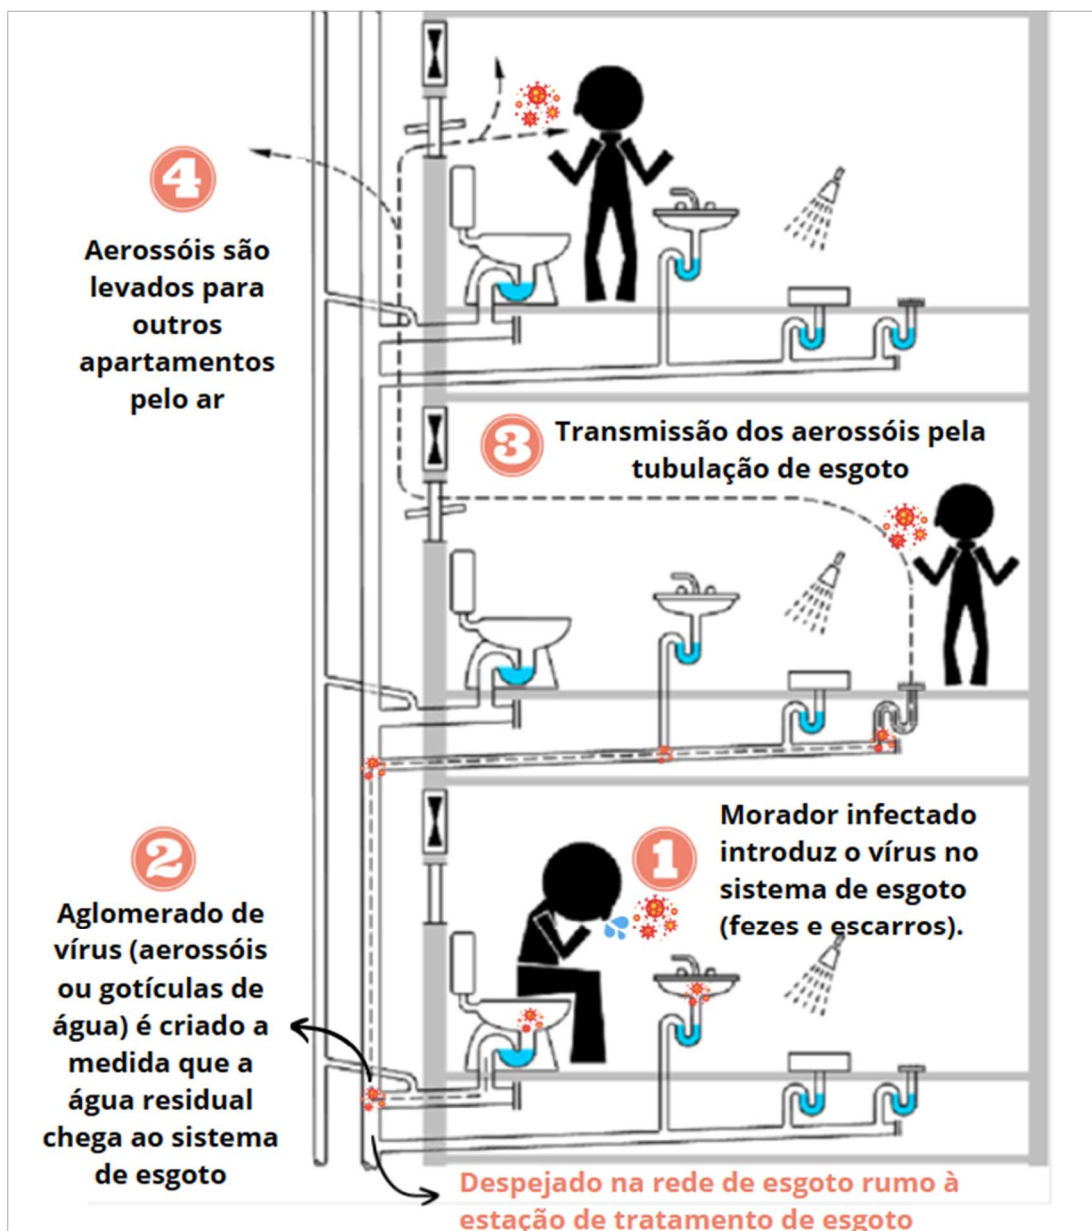 1
Morador infectado
introduz o vírus no
sistema de esgoto
(fezes e escarros).
2
Aglomerado de
vírus (aerossóis
ou gotículas de
água) é criado a
medida que a
água residual
chega ao sistema
de esgoto
Despejado na rede de esgoto rumo à
estação de tratamento de esgoto
3
Transmissão dos aerossóis pela
tubulação de esgoto
4
Aerossóis são
levados para
outros
apartamentos
pelo ar